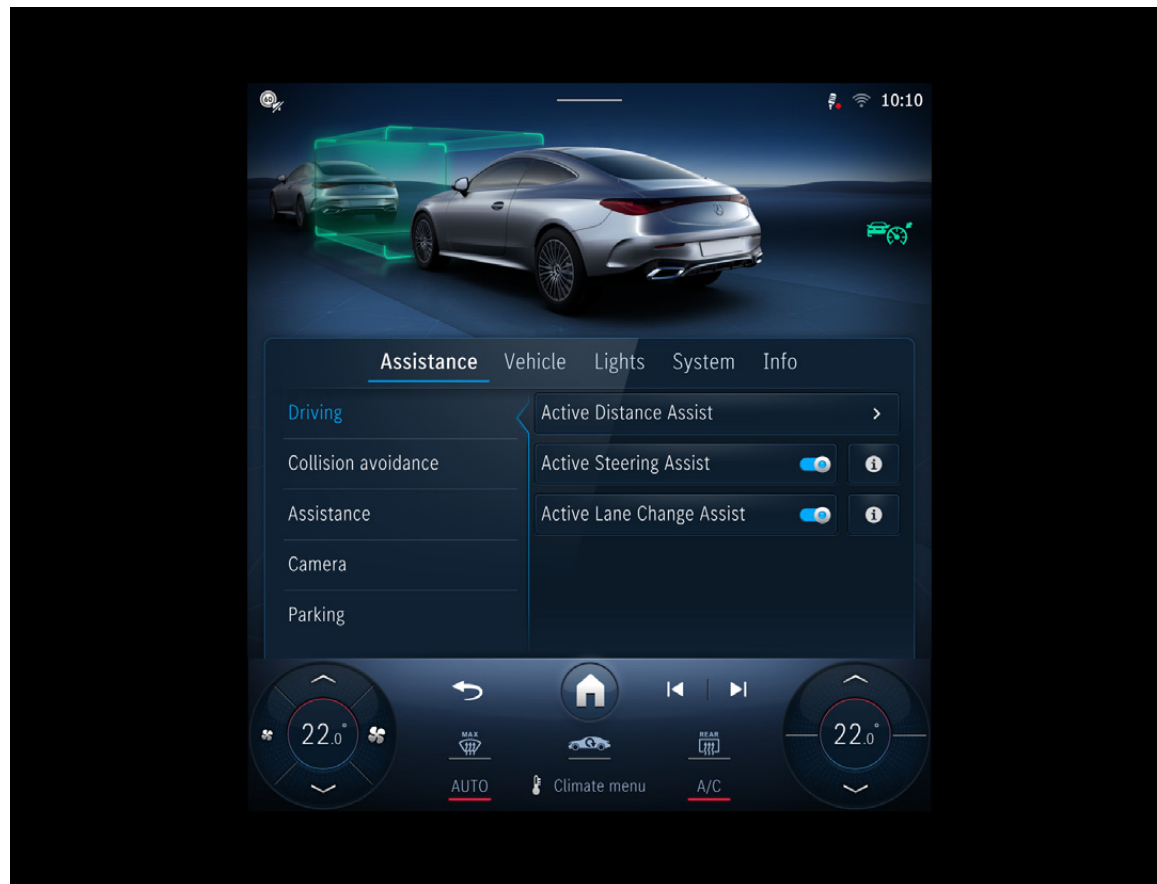 60
10:10
Assistance Vehicle Lights System Info
Driving
Active Distance Assist
Collision avoidance
Active Steering Assist
Assistance
Active Lane Change Assist
Camera
Parking
22.0° 22.0°
MAX REAR
AUTO Climate menu A/C